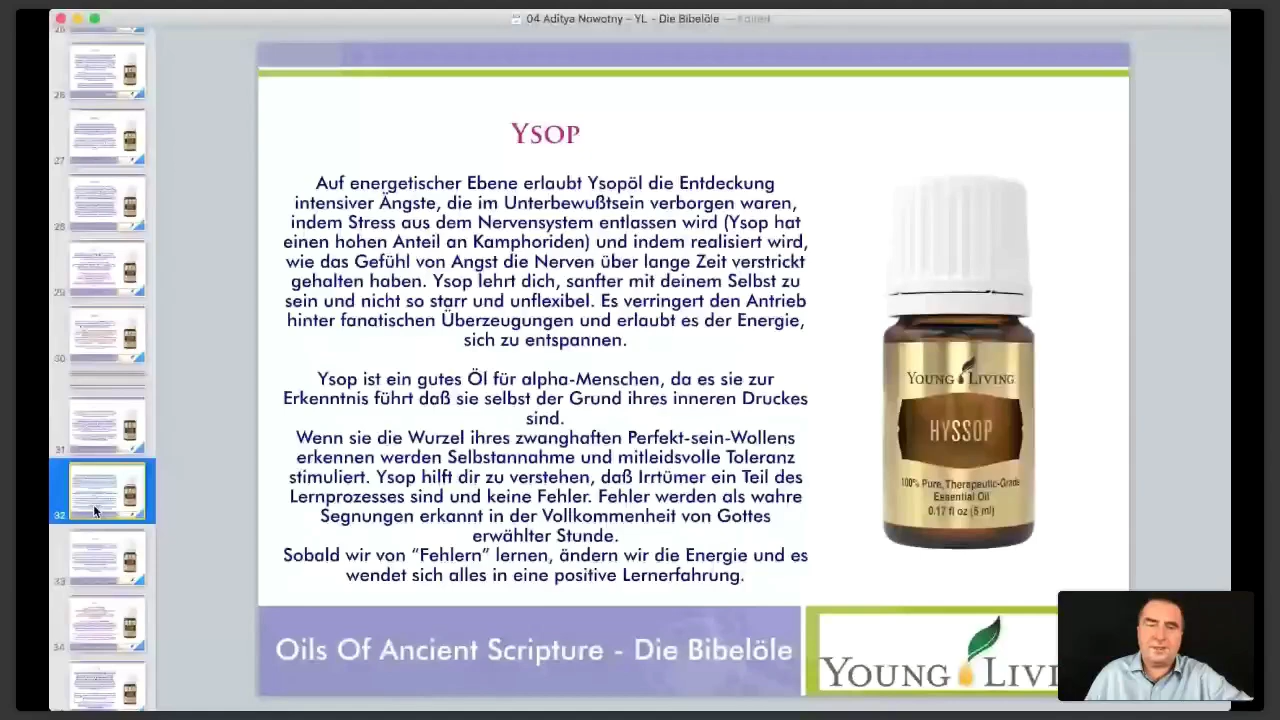 04 Aditya Nowotny – YL - Die Bibelöle — Edited
26
27
28
29
30
31
32
33
34
Ysop
Auf energetischer Ebene erlaubt Ysopöl die Entdeckung
intensiver Ängste, die im Unterbewußtsein verborgen waren,
indem Stress aus dem Nervensystem entlassen wird (Ysop hat
einen hohen Anteil an Kamphoriden) und indem realisiert wird,
wie das Gefühl von Angst die Nerven über lange Zeit verstrickt
gehalten haben. Ysop lehrt dich, sanfter mit deinem Selbst zu
sein und nicht so starr und unflexibel. Es verringert den Antrieb
hinter fanatischen Überzeugungen und erlaubt es der Energie,
sich zu entspannen.
Ysop ist ein gutes Öl für alpha-Menschen, da es sie zur
Erkenntnis führt daß sie selbst der Grund ihres inneren Druckes
sind.
Wenn sie die Wurzel ihres zwanghaften Perfekt-sein-Wollens
erkennen werden Selbstannahme und mitleidsvolle Toleranz
stimuliert. Ysop hilft dir zu verstehen, daß Irrtümer ein Teil des
Lernprozesses sind und keine Fehler. Fehler werden als wahre
Segnungen erkannt in der Vollkommenheit von Gottes
erwählter Stunde.
Sobald wir von “Fehlern” lernen, ändern wir die Energie und es
wendet sich alles in eine positive Lernerfahrung.
Young Living
HYSSOP
100% Pure, Therapeutic-Grade
Essential Oil
0.17 fl oz (5 ml)
Oils Of Ancient Scripture - Die Bibelöle
Young Livi